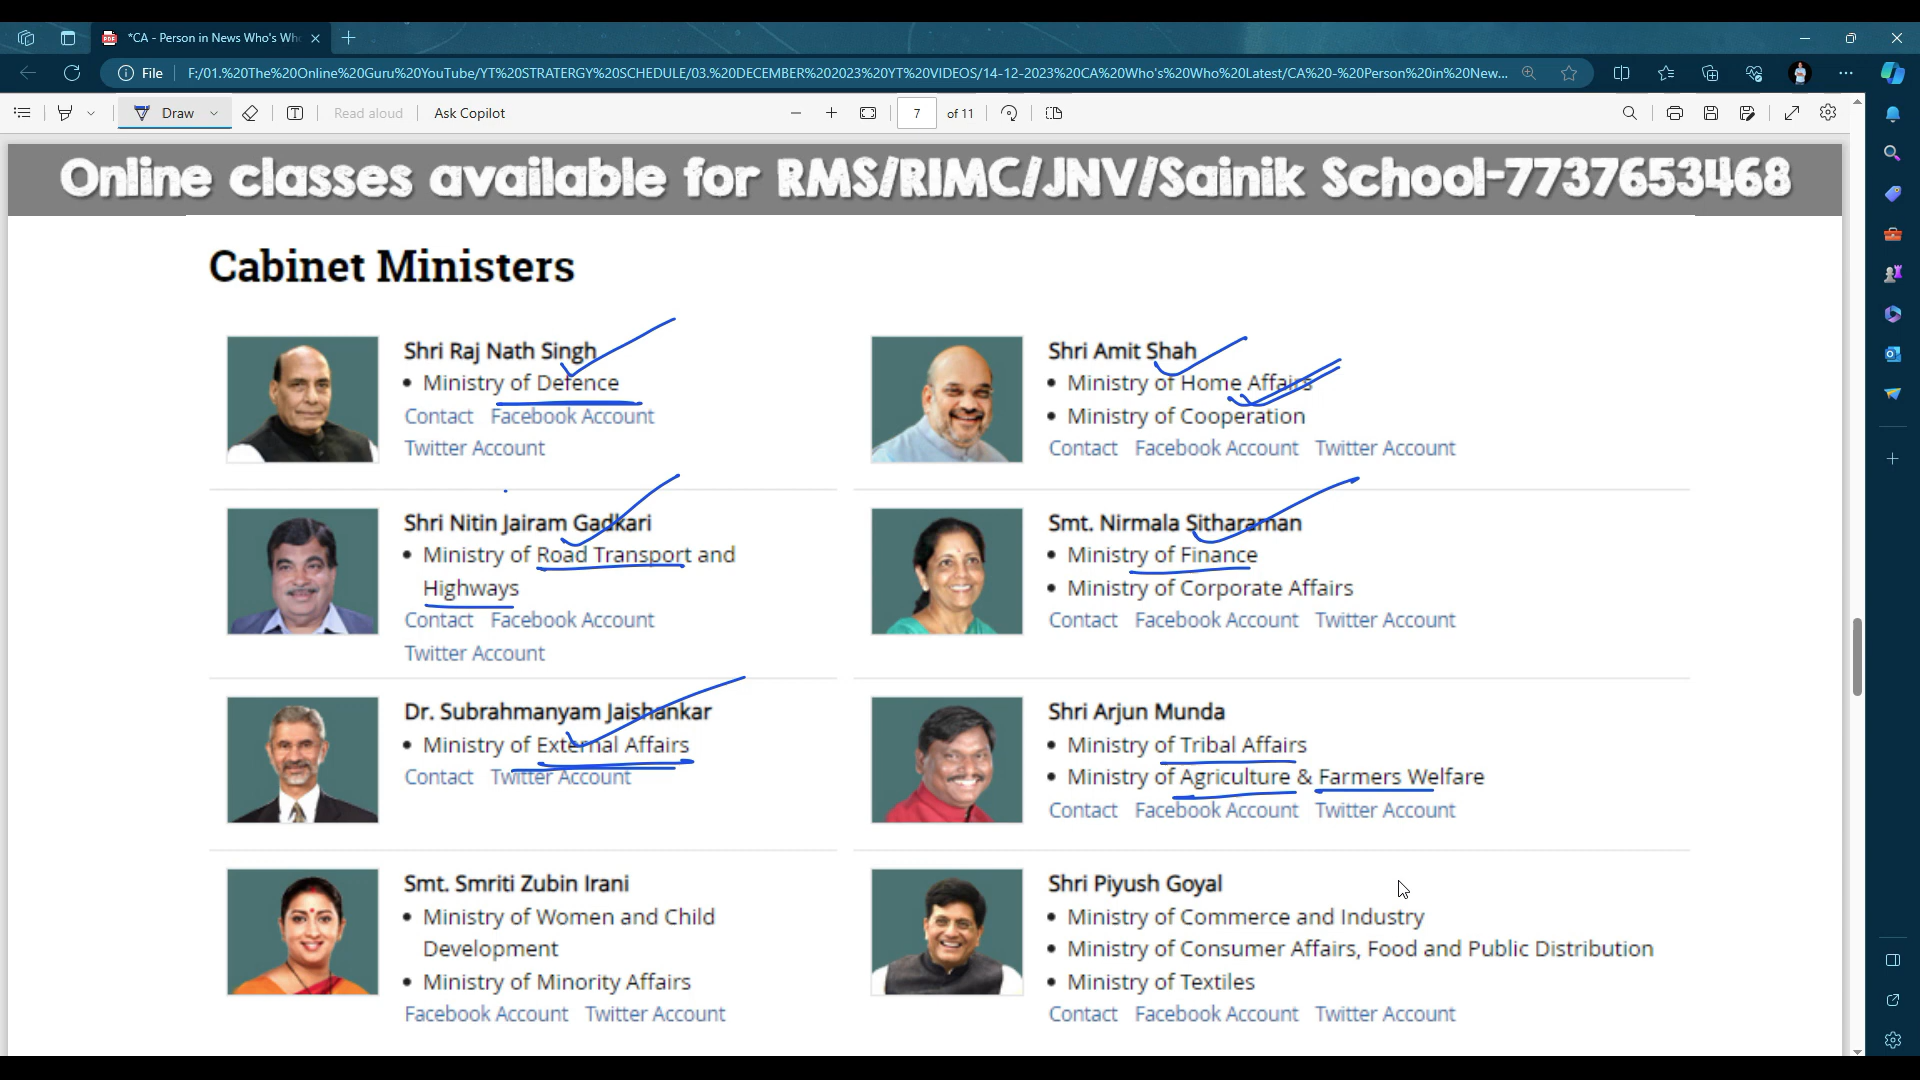 *CA - Person in News Who's Who
File
F:/01.%20The%20Online%20Guru%20YouTube/YT%20STRATERGY%20SCHEDULE/03.%20DECEMBER%202023%20YT%20VIDEOS/14-12-2023%20CA%20Who's%20Who%20Latest/CA%20-%20Person%20in%20New...
Draw
Read aloud
Ask Copilot
7 of 11
Online classes available for RMS/RIMC/JNV/Sainik School-7737653468
Cabinet Ministers
Shri Raj Nath Singh
• Ministry of Defence
Contact Facebook Account
Twitter Account
Shri Amit Shah
• Ministry of Home Affairs
• Ministry of Cooperation
Contact Facebook Account Twitter Account
Shri Nitin Jairam Gadkari
• Ministry of Road Transport and
Highways
Contact Facebook Account
Twitter Account
Smt. Nirmala Sitharaman
• Ministry of Finance
• Ministry of Corporate Affairs
Contact Facebook Account Twitter Account
Dr. Subrahmanyam Jaishankar
• Ministry of External Affairs
Contact Twitter Account
Shri Arjun Munda
• Ministry of Tribal Affairs
• Ministry of Agriculture & Farmers Welfare
Contact Facebook Account Twitter Account
Smt. Smriti Zubin Irani
• Ministry of Women and Child
Development
• Ministry of Minority Affairs
Facebook Account Twitter Account
Shri Piyush Goyal
• Ministry of Commerce and Industry
• Ministry of Consumer Affairs, Food and Public Distribution
• Ministry of Textiles
Contact Facebook Account Twitter Account